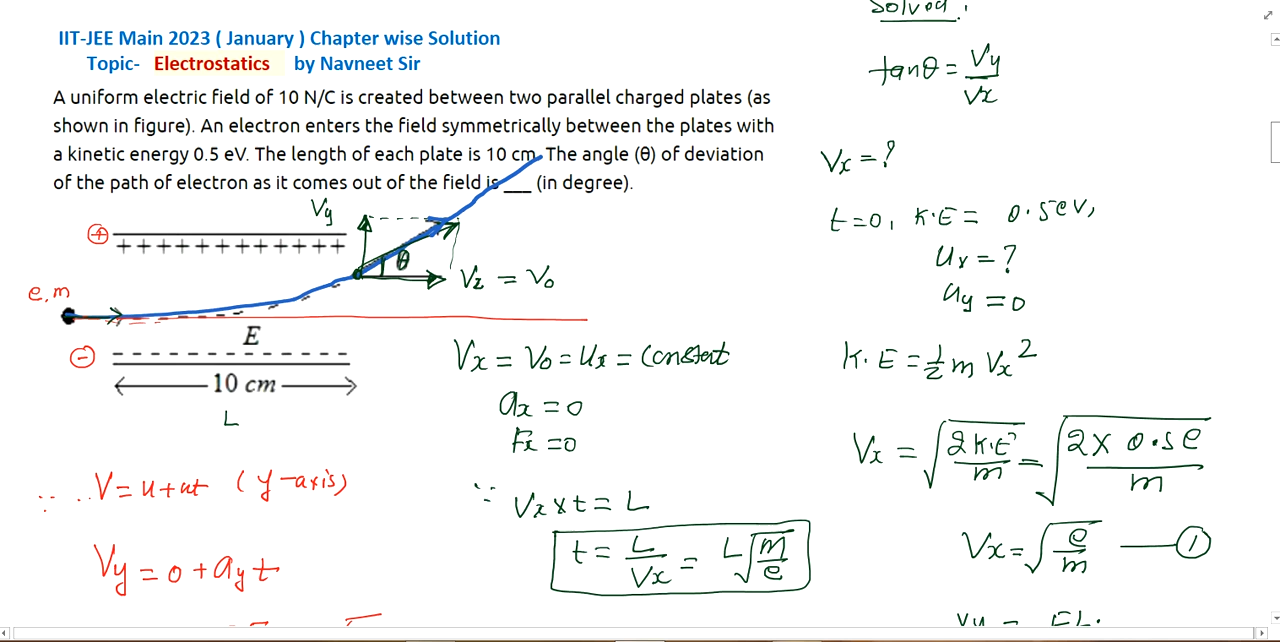 IIT-JEE Main 2023 ( January ) Chapter wise Solution
Topic- Electrostatics by Navneet Sir
A uniform electric field of 10 N/C is created between two parallel charged plates (as
shown in figure). An electron enters the field symmetrically between the plates with
a kinetic energy 0.5 eV. The length of each plate is 10 cm. The angle (θ) of deviation
of the path of electron as it comes out of the field is ___ (in degree).
Vy
+
+ + + + + + + + + + + +
θ
Vx = V₀
e,m
E
-
10 cm
L
∵ V=u+at (y-axis)
Vy = 0 + ay t
Vx = V₀ = Ux = Constant
ax = 0
Fx = 0
∵ Vx × t = L
t = L/Vx = L√(m/e)
Solved:
tanθ = Vy/Vx
Vx = ?
t=0, K.E = 0.5eV,
Ux = ?
Uy = 0
K.E = ½ m Vx²
Vx = √(2 K.E/m) = √(2 × 0.5e/m)
Vx = √(e/m) — ①